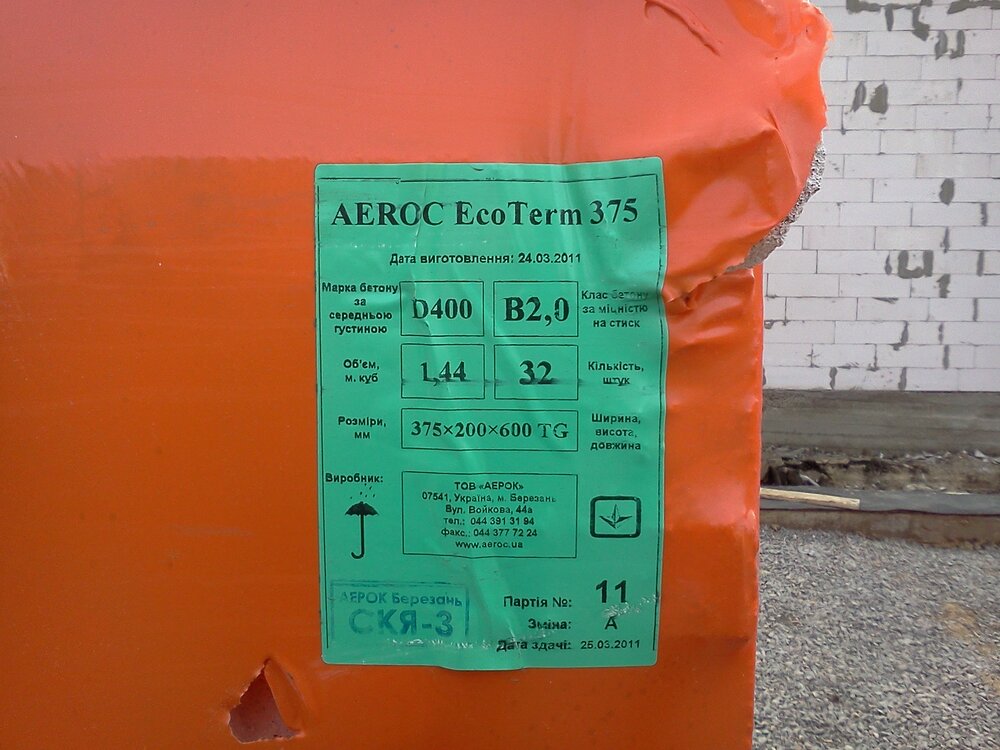 AEROC EcoTerm 375
Дата виготовлення: 24.03.2011
Марка бетону
за
середньою
густиною
D400
B2,0
Клас бетону
за міцністю
на стиск
Об'єм,
м. куб
1,44
32
Кількість,
штук
Розміри,
мм
375×200×600 TG
Ширина,
висота,
довжина
Виробник:
ТОВ «АЕРОК»
07541, Україна, м. Березань
Вул. Войкова, 44а
тел.: 044 391 31 94
факс.: 044 377 72 24
www.aeroc.ua
АЕРОК Березань
СКЯ-3
Партія №: 11
Зміна: А
Дата здачі: 25.03.2011